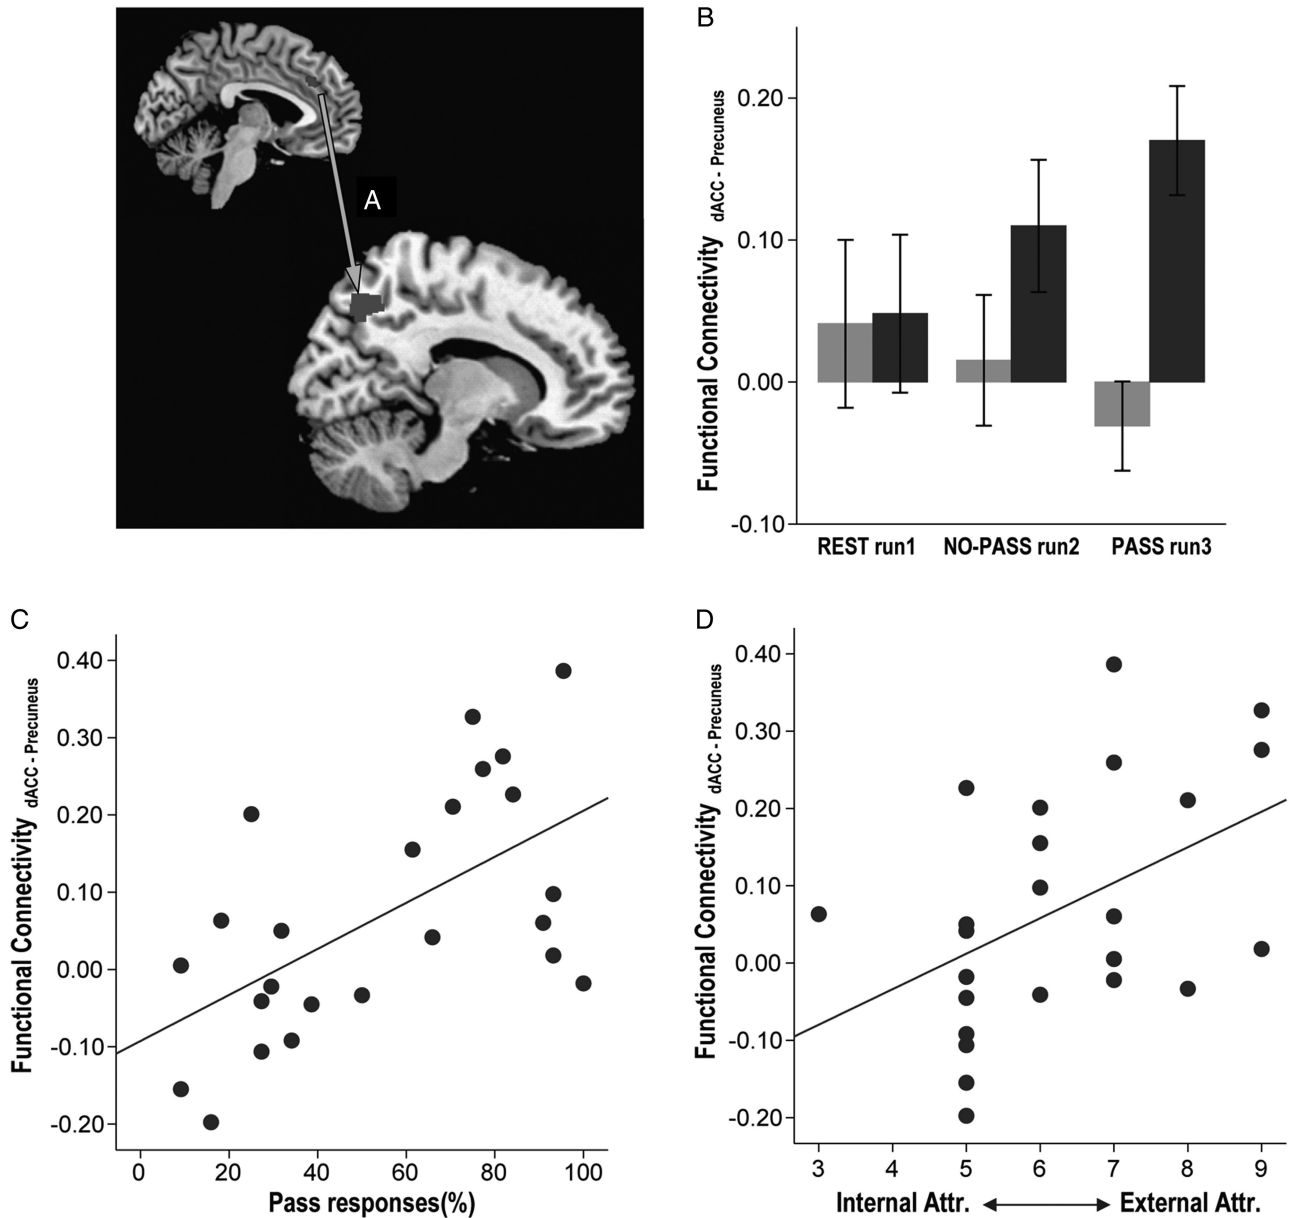 A
B
Functional Connectivity dACC - Precuneus
0.20
0.10
0.00
-0.10
REST run1 NO-PASS run2 PASS run3
C
Functional Connectivity dACC - Precuneus
0.40
0.30
0.20
0.10
0.00
-0.10
-0.20
0 20 40 60 80 100
Pass responses(%)
D
Functional Connectivity dACC - Precuneus
0.40
0.30
0.20
0.10
0.00
-0.10
-0.20
3 4 5 6 7 8 9
Internal Attr. External Attr.